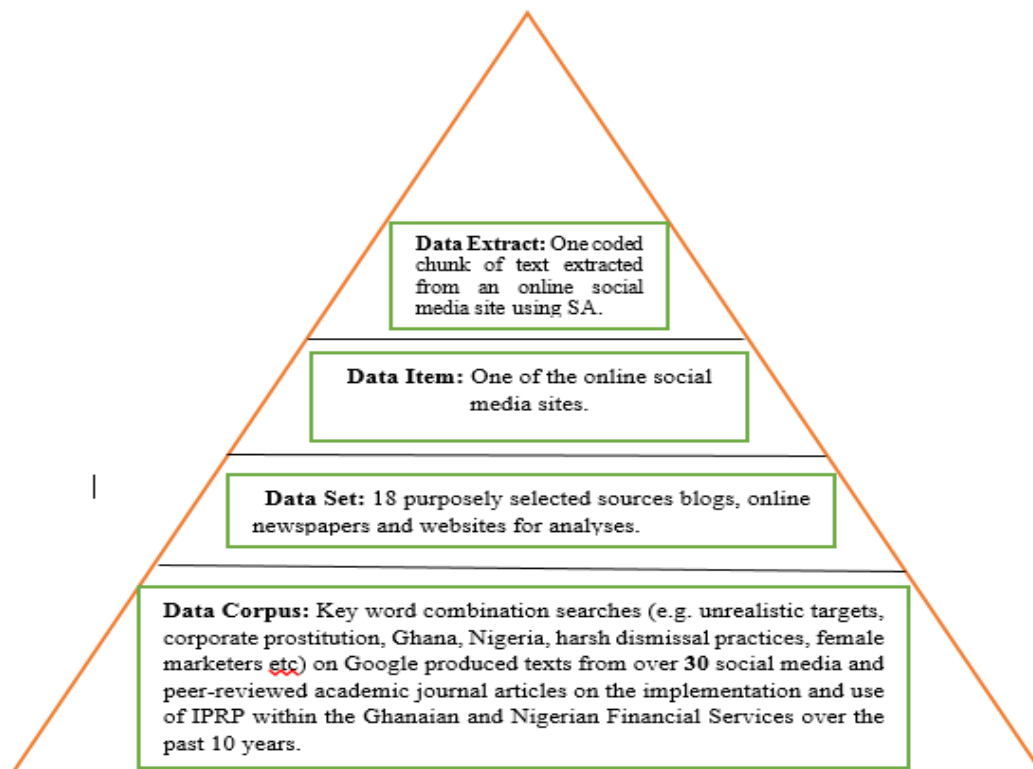 Data Extract: One coded
chunk of text extracted
from an online social
media site using SA.
Data Item: One of the online social
media sites.
Data Set: 18 purposely selected sources blogs, online
newspapers and websites for analyses.
Data Corpus: Key word combination searches (e.g. unrealistic targets,
corporate prostitution, Ghana, Nigeria, harsh dismissal practices, female
marketers etc) on Google produced texts from over 30 social media and
peer-reviewed academic journal articles on the implementation and use
of IPRP within the Ghanaian and Nigerian Financial Services over the
past 10 years.